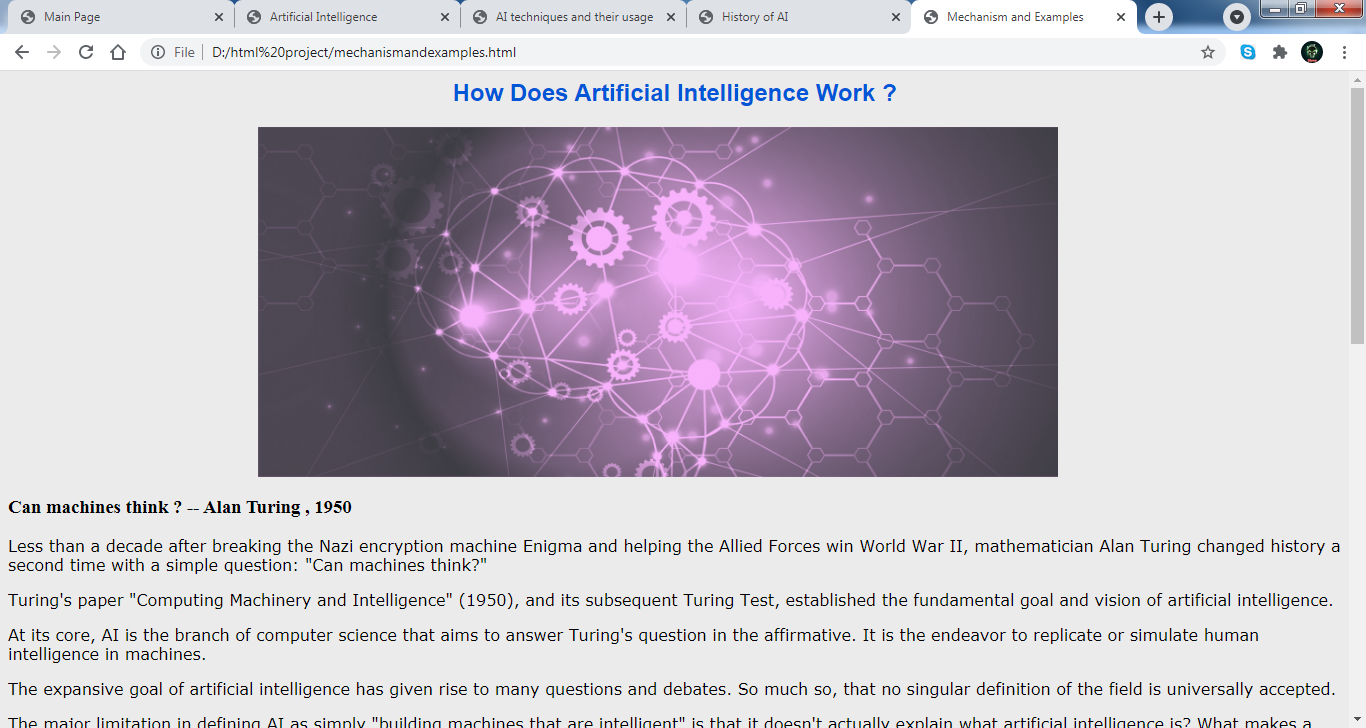 Main Page
Artificial Intelligence
AI techniques and their usage
History of AI
Mechanism and Examples
File
D:/html%20project/mechanismandexamples.html
How Does Artificial Intelligence Work ?
Can machines think ? -- Alan Turing , 1950
Less than a decade after breaking the Nazi encryption machine Enigma and helping the Allied Forces win World War II, mathematician Alan Turing changed history a
second time with a simple question: "Can machines think?"
Turing's paper "Computing Machinery and Intelligence" (1950), and its subsequent Turing Test, established the fundamental goal and vision of artificial intelligence.
At its core, AI is the branch of computer science that aims to answer Turing's question in the affirmative. It is the endeavor to replicate or simulate human
intelligence in machines.
The expansive goal of artificial intelligence has given rise to many questions and debates. So much so, that no singular definition of the field is universally accepted.
The major limitation in defining AI as simply "building machines that are intelligent" is that it doesn't actually explain what artificial intelligence is? What makes a